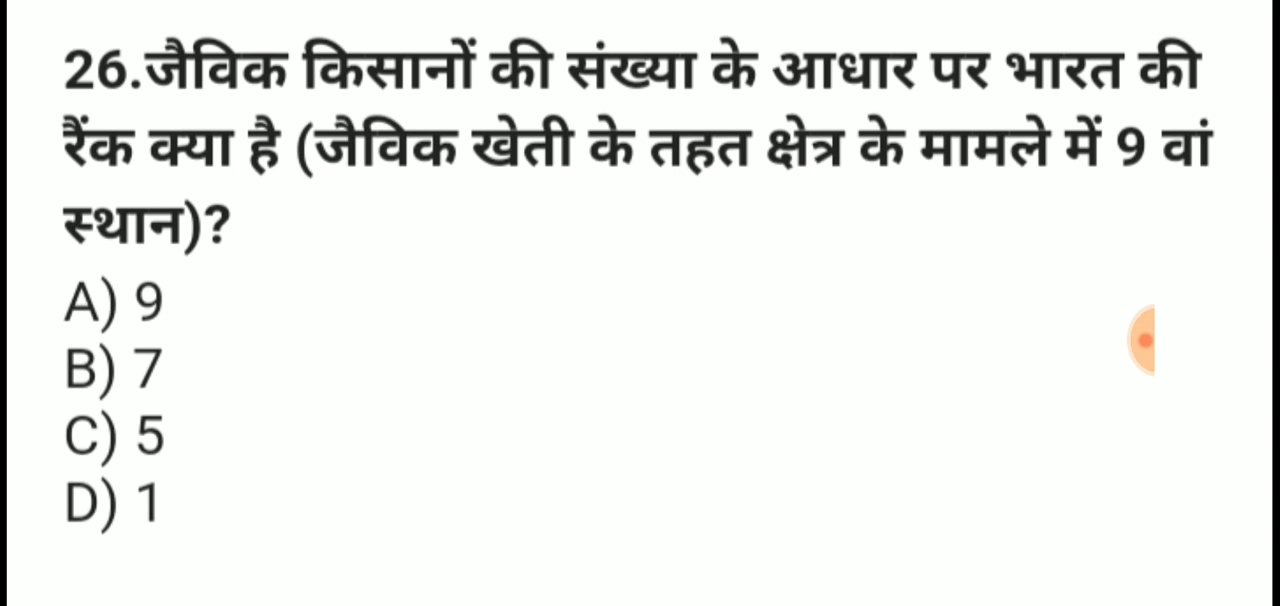 26.जैविक किसानों की संख्या के आधार पर भारत की
रैंक क्या है (जैविक खेती के तहत क्षेत्र के मामले में 9 वां
स्थान)?
A) 9
B) 7
C) 5
D) 1